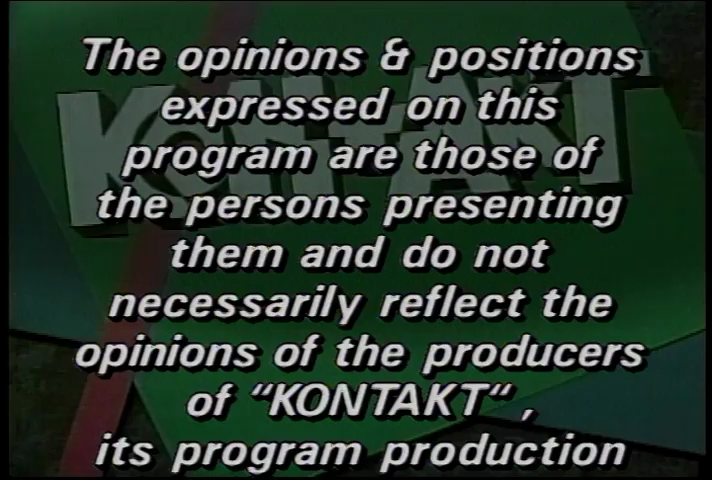 The opinions & positions
expressed on this
program are those of
the persons presenting
them and do not
necessarily reflect the
opinions of the producers
of "KONTAKT",
its program production
KONTAKT